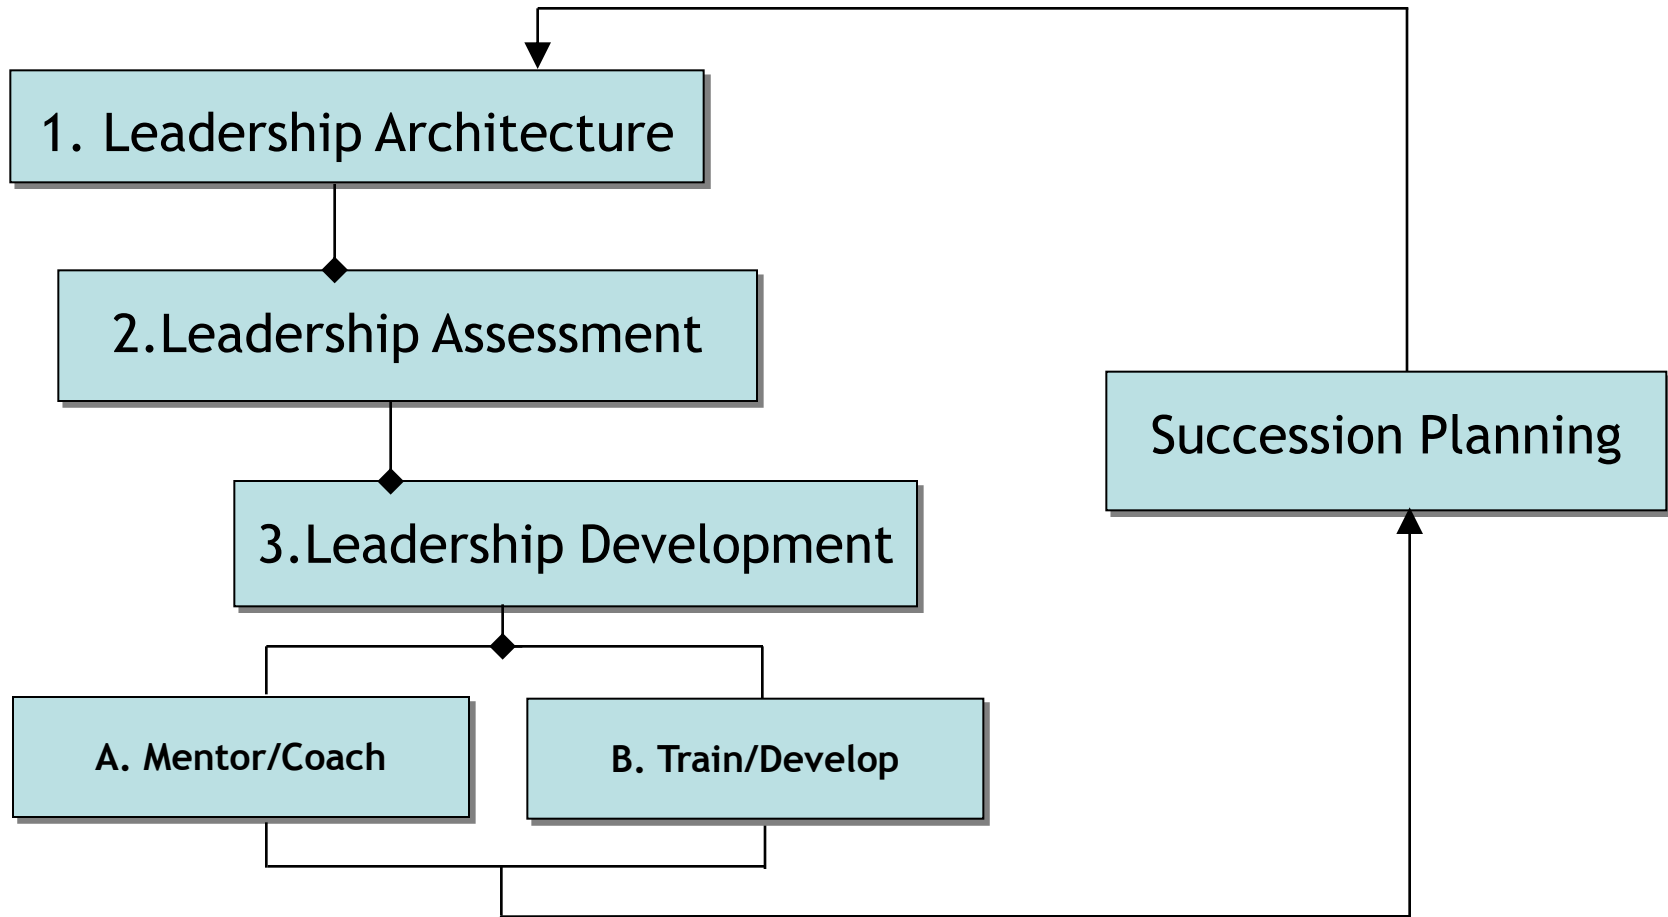 1. Leadership Architecture
2.Leadership Assessment
3.Leadership Development
A. Mentor/Coach
B. Train/Develop
Succession Planning